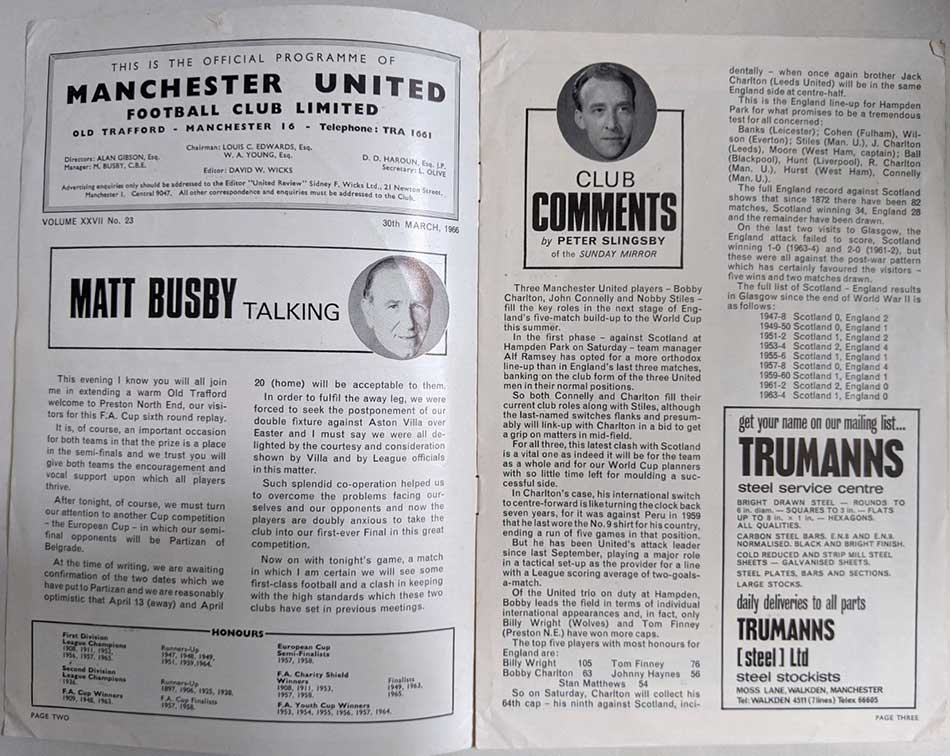 THIS IS THE OFFICIAL PROGRAMME OF
MANCHESTER UNITED
FOOTBALL CLUB LIMITED
OLD TRAFFORD - MANCHESTER 16 - Telephone: TRA 1661
Chairman: LOUIS C. EDWARDS, Esq.
Directors: ALAN GIBSON, Esq.
W. A. YOUNG, Esq.
D. D. HAROUN, Esq. J.P.
Manager: M. BUSBY, C.B.E.
Secretary: L. OLIVE
Editor: DAVID W. WICKS
Advertising enquiries only should be addressed to the Editor "United Review" Sidney F. Wicks Ltd., 21 Newton Street,
Manchester 1. Central 9047. All other correspondence and enquiries must be addressed to the Club.
VOLUME XXVII No. 23
30th MARCH, 1966
MATT BUSBY TALKING
This evening I know you will all join
me in extending a warm Old Trafford
welcome to Preston North End, our visi-
tors for this F.A. Cup sixth round replay.
It is, of course, an important occasion
for both teams in that the prize is a place
in the semi-finals and we trust you will
give both teams the encouragement and
vocal support upon which all players
thrive.
After tonight, of course, we must turn
our attention to another Cup competition
- the European Cup - in which our semi-
final opponents will be Partizan of
Belgrade.
At the time of writing, we are awaiting
confirmation of the two dates which we
have put to Partizan and we are reasonably
optimistic that April 13 (away) and April
20 (home) will be acceptable to them.
In order to fulfil the away leg, we were
forced to seek the postponement of our
double fixture against Aston Villa over
Easter and I must say we were all de-
lighted by the courtesy and consideration
shown by Villa and by League officials
in this matter.
Such splendid co-operation helped us
to overcome the problems facing our-
selves and our opponents and now the
players are doubly anxious to take the
club into our first-ever Final in this great
competition.
Now on with tonight's game, a match
in which I am certain we will see some
first-class football and a clash in keeping
with the high standards which these two
clubs have set in previous meetings.
HONOURS
First Division
League Champions
1908, 1911, 1952,
1956, 1957, 1965.
Second Division
League Champions
1936.
F.A. Cup Winners
1909, 1948, 1963.
Runners-Up
1947, 1948, 1949,
1951, 1959, 1964.
Runners-Up
1897, 1906, 1925, 1938.
F.A. Cup Finalists
1957, 1958.
European Cup
Semi-Finalists
1957, 1958.
F.A. Charity Shield
Winners
1908, 1911, 1953,
1957, 1958.
F.A. Youth Cup Winners
1953, 1954, 1955, 1956, 1957, 1964.
Finalists
1949, 1963,
1965.
PAGE TWO
CLUB
COMMENTS
by PETER SLINGSBY
of the SUNDAY MIRROR
Three Manchester United players - Bobby
Charlton, John Connelly and Nobby Stiles -
fill the key roles in the next stage of Eng-
land's five-match build-up to the World Cup
this summer.
In the first phase - against Scotland at
Hampden Park on Saturday - team manager
Alf Ramsey has opted for a more orthodox
line-up than in England's last three matches,
banking on the club form of the three United
men in their normal positions.
So both Connelly and Charlton fill their
current club roles along with Stiles, although
the last-named switches flanks and presum-
ably will link-up with Charlton in a bid to get
a grip on matters in mid-field.
For all three, this latest clash with Scotland
is a vital one as indeed it will be for the team
as a whole and for our World Cup planners
with so little time left for moulding a suc-
cessful side.
In Charlton's case, his international switch
to centre-forward is like turning the clock back
seven years, for it was against Peru in 1959
that he last wore the No. 9 shirt for his country,
ending a run of five games in that position.
But he has been United's attack leader
since last September, playing a major role
in a tactical set-up as the provider for a line
with a League scoring average of two-goals-
a-match.
Of the United trio on duty at Hampden,
Bobby leads the field in terms of individual
international appearances and, in fact, only
Billy Wright (Wolves) and Tom Finney
(Preston N.E.) have won more caps.
The top five players with most honours for
England are:
Billy Wright 105 Tom Finney 76
Bobby Charlton 63 Johnny Haynes 56
Stan Matthews 54
So on Saturday, Charlton will collect his
64th cap - his ninth against Scotland, inci-
dentally - when once again brother Jack
Charlton (Leeds United) will be in the same
England side at centre-half.
This is the England line-up for Hampden
Park for what promises to be a tremendous
test for all concerned:
Banks (Leicester); Cohen (Fulham), Wil-
son (Everton); Stiles (Man. U.), J. Charlton
(Leeds), Moore (West Ham, captain); Ball
(Blackpool), Hunt (Liverpool), R. Charlton
(Man. U.), Hurst (West Ham), Connelly
(Man. U.).
The full England record against Scotland
shows that since 1872 there have been 82
matches, Scotland winning 34, England 28
and the remainder have been drawn.
On the last two visits to Glasgow, the
England attack failed to score, Scotland
winning 1-0 (1963-4) and 2-0 (1961-2), but
these were all against the post-war pattern
which has certainly favoured the visitors -
five wins and two matches drawn.
The full list of Scotland - England results
in Glasgow since the end of World War II is
as follows:
1947-8 Scotland 0, England 2
1949-50 Scotland 0, England 1
1951-2 Scotland 1, England 2
1953-4 Scotland 2, England 4
1955-6 Scotland 1, England 1
1957-8 Scotland 0, England 4
1959-60 Scotland 1, England 1
1961-2 Scotland 2, England 0
1963-4 Scotland 1, England 0
get your name on our mailing list...
TRUMANNS
steel service centre
BRIGHT DRAWN STEEL — ROUNDS TO
6 in. diam. — SQUARES TO 3 in. — FLATS
UP TO 8 in. x 1 in. — HEXAGONS.
ALL QUALITIES.
CARBON STEEL BARS. E.N.8 AND E.N.9.
NORMALISED. BLACK AND BRIGHT FINISH.
COLD REDUCED AND STRIP MILL STEEL
SHEETS — GALVANISED SHEETS.
STEEL PLATES, BARS AND SECTIONS.
LARGE STOCKS.
daily deliveries to all parts
TRUMANNS
[steel] Ltd
steel stockists
MOSS LANE, WALKDEN, MANCHESTER
Tel: WALKDEN 4511 (7 lines) Telex 66605
PAGE THREE